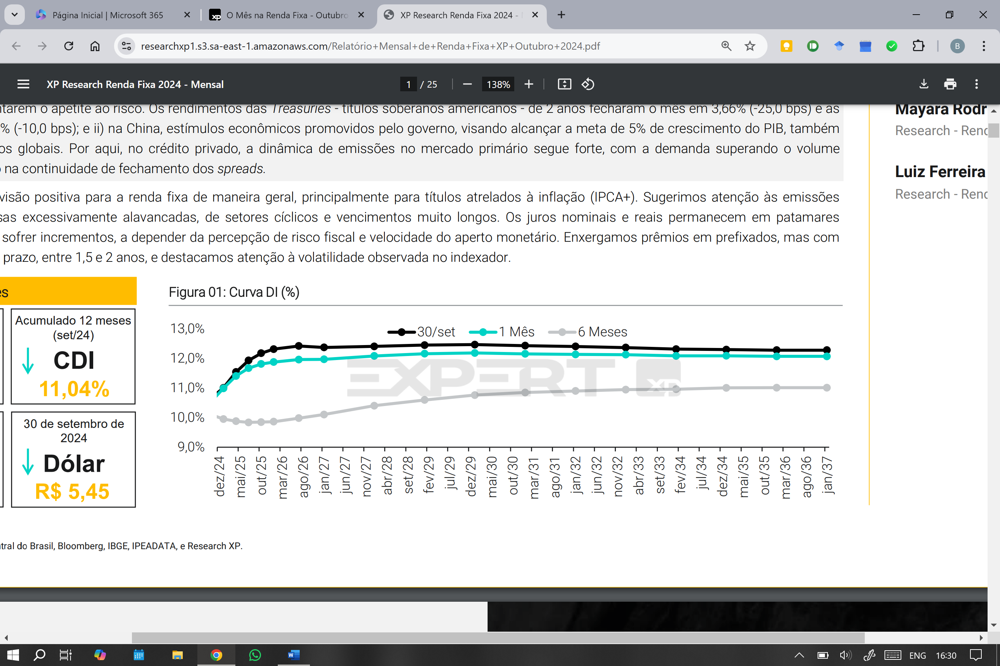 Página Inicial | Microsoft 365
xp
O Mês na Renda Fixa - Outubro
XP Research Renda Fixa 2024 -
researchxp1.s3.sa-east-1.amazonaws.com/Relatório+Mensal+de+Renda+Fixa+XP+Outubro+2024.pdf
B
XP Research Renda Fixa 2024 - Mensal
1 / 25
138%
ntarem o apetite ao risco. Os rendimentos das Treasuries - títulos soberanos americanos - de 2 anos fecharam o mês em 3,66% (-25,0 bps) e as
% (-10,0 bps); e ii) na China, estímulos econômicos promovidos pelo governo, visando alcançar a meta de 5% de crescimento do PIB, também
os globais. Por aqui, no crédito privado, a dinâmica de emissões no mercado primário segue forte, com a demanda superando o volume
o na continuidade de fechamento dos spreads.
visão positiva para a renda fixa de maneira geral, principalmente para títulos atrelados à inflação (IPCA+). Sugerimos atenção às emissões
sas excessivamente alavancadas, de setores cíclicos e vencimentos muito longos. Os juros nominais e reais permanecem em patamares
sofrer incrementos, a depender da percepção de risco fiscal e velocidade do aperto monetário. Enxergamos prêmios em prefixados, mas com
prazo, entre 1,5 e 2 anos, e destacamos atenção à volatilidade observada no indexador.
Mayara Rodr
Research - Rend
Luiz Ferreira
Research - Rend
es
Acumulado 12 meses
(set/24)
CDI
11,04%
30 de setembro de
2024
Dólar
R$ 5,45
Figura 01: Curva DI (%)
30/set 1 Mês 6 Meses
13,0%
12,0%
11,0%
10,0%
9,0%
EXPERT XP
dez/24 mai/25 out/25 mar/26 ago/26 jan/27 jun/27 nov/27 abr/28 set/28 fev/29 jul/29 dez/29 mai/30 out/30 mar/31 ago/31 jan/32 jun/32 nov/32 abr/33 set/33 fev/34 jul/34 dez/34 mai/35 out/35 mar/36 ago/36 jan/37
ntral do Brasil, Bloomberg, IBGE, IPEADATA, e Research XP.
W
ENG
16:30